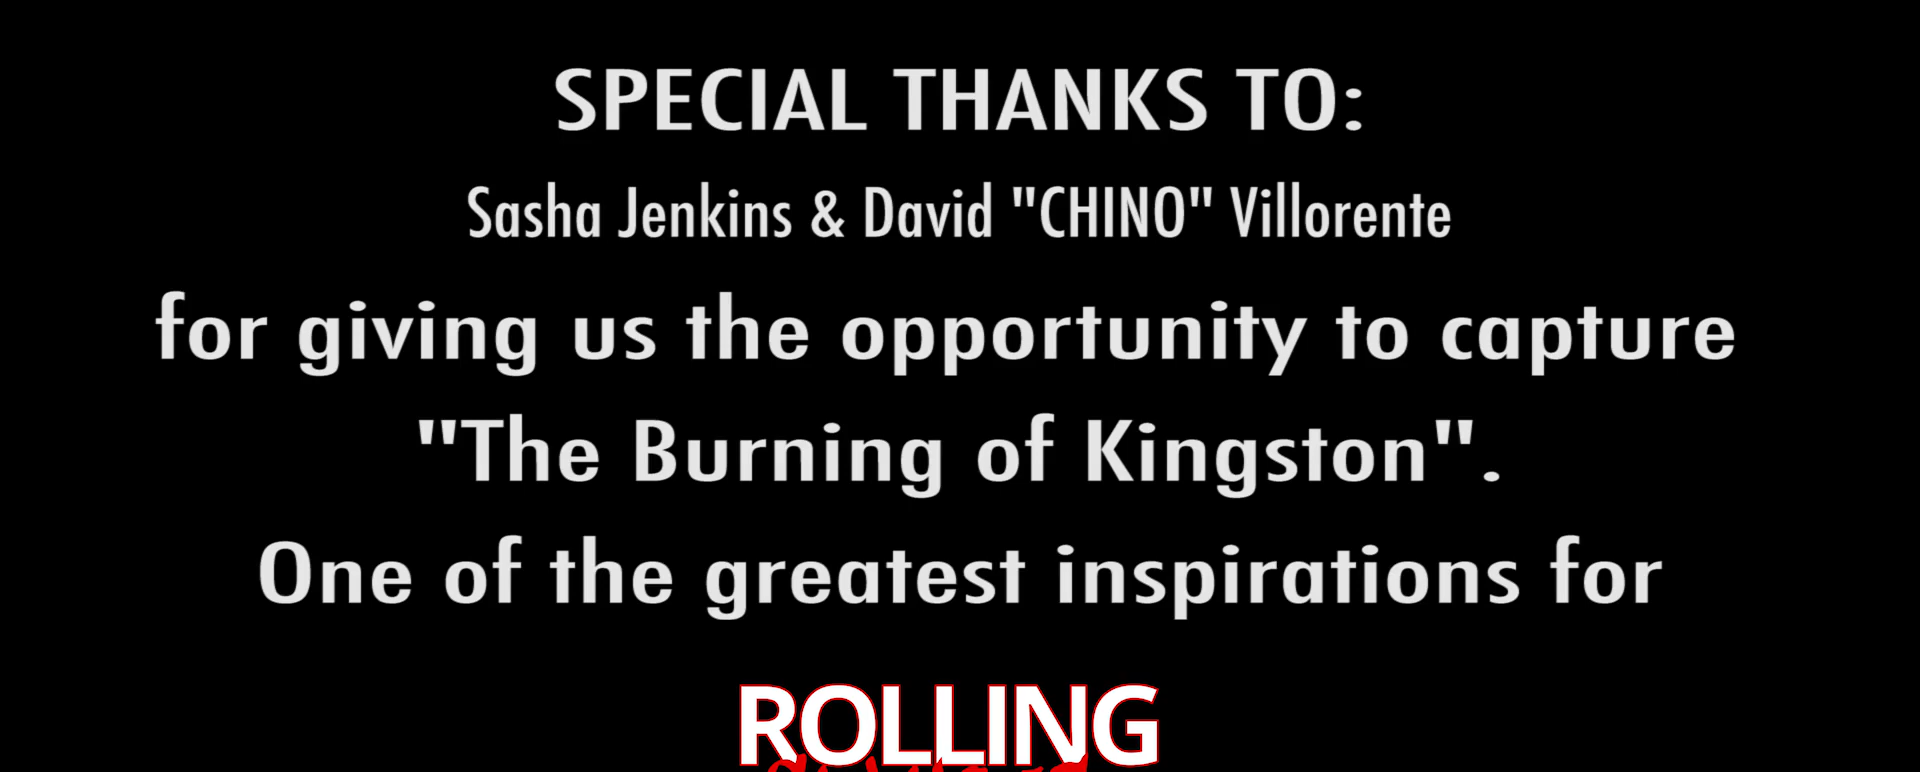 SPECIAL THANKS TO:
Sasha Jenkins & David "CHINO" Villorente
for giving us the opportunity to capture
"The Burning of Kingston".
One of the greatest inspirations for
ROLLING